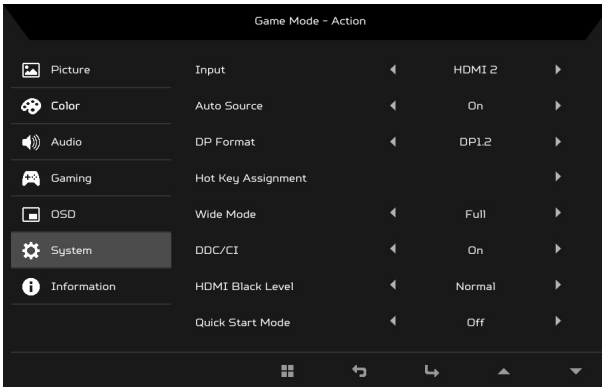 Game Mode - Action
Picture
Color
Audio
Gaming
OSD
System
Information
Input HDMI 2
Auto Source On
DP Format DP1.2
Hot Key Assignment
Wide Mode Full
DDC/CI On
HDMI Black Level Normal
Quick Start Mode Off